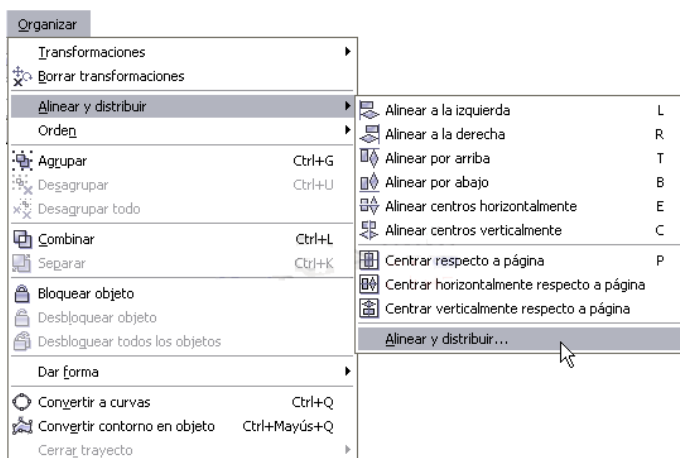 Organizar
Transformaciones
Borrar transformaciones
Alinear y distribuir
Orden
Agrupar Ctrl+G
Desagrupar Ctrl+U
Desagrupar todo
Combinar Ctrl+L
Separar Ctrl+K
Bloquear objeto
Desbloquear objeto
Desbloquear todos los objetos
Dar forma
Convertir a curvas Ctrl+Q
Convertir contorno en objeto Ctrl+Mayús+Q
Cerrar trayecto
Alinear a la izquierda L
Alinear a la derecha R
Alinear por arriba T
Alinear por abajo B
Alinear centros horizontalmente E
Alinear centros verticalmente C
Centrar respecto a página P
Centrar horizontalmente respecto a página
Centrar verticalmente respecto a página
Alinear y distribuir...